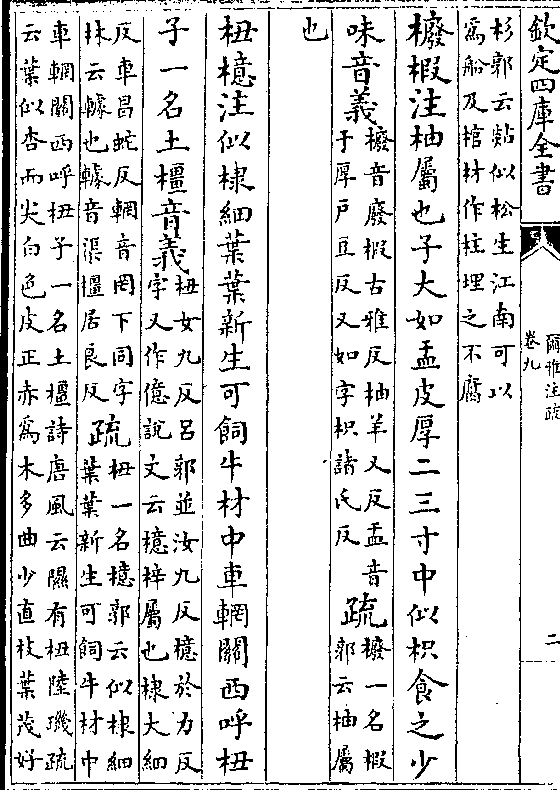 欽定四庫全書
爾雅注疏
卷九
二
杉郭云㸃似松生江南可以
為船及棺材作柱埋之不腐
櫠椵注柚屬也子大如盂皮厚二三寸中似枳食之少
味音義
櫠音廢椵古雅反柚羊又反盂音
于厚戸豆反又如字枳諸氏反
疏
櫠一名椵
郭云柚屬
也
杻檍注似棣細葉葉新生可飼牛材中車輞關西呼杻
子一名土橿音義
杻女九反吕郭並汝九反檍於力反
字又作億說文云檍梓屬也棣大細
反車昌蛇反輞音罔下同字
林云轅也轅音渠橿居良反
疏
杻一名檍郭云似棣細
葉葉新生可飼牛材中
車輞關西呼杻子一名土橿詩唐風云隰有杻陸璣疏
云葉似杏而尖白色皮正赤為木多曲少直枝葉茂好